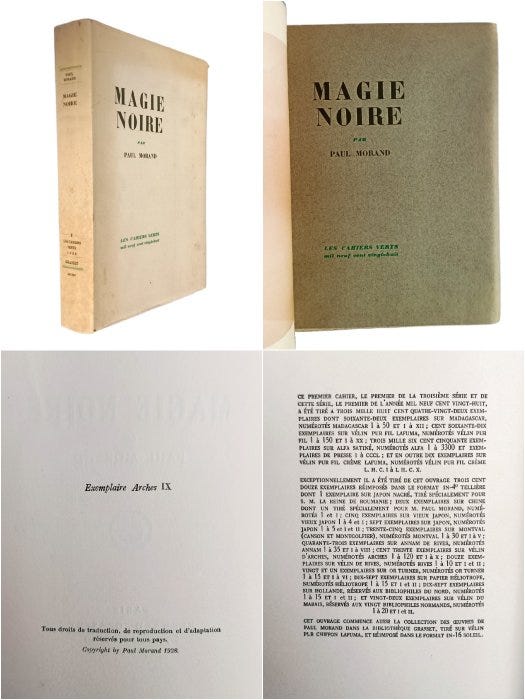 PAUL
MORAND
MAGIE
NOIRE
LES CAHIERS
VERTS
1928
GRASSET
MAGIE
NOIRE
PAR
PAUL MORAND
LES CAHIERS VERTS
mil neuf cent vingt-huit
MAGIE
NOIRE
PAR
PAUL MORAND
LES CAHIERS VERTS
mil neuf cent vingt-huit
Exemplaire Arches IX
Tous droits de traduction, de reproduction et d'adaptation
réservés pour tous pays.
Copyright by Paul Morand 1928.
CE PREMIER CAHIER, LE PREMIER DE LA TROISIÈME SÉRIE ET DE
CETTE SÉRIE, LE PREMIER DE L'ANNÉE MIL NEUF CENT VINGT-HUIT,
A ÉTÉ TIRÉ A TROIS MILLE HUIT CENT QUATRE-VINGT-DEUX EXEM-
PLAIRES DONT SOIXANTE-DEUX EXEMPLAIRES SUR MADAGASCAR,
NUMÉROTÉS MADAGASCAR 1 à 50 ET I à XII ; CENT SOIXANTE-DIX
EXEMPLAIRES SUR VÉLIN PUR FIL LAFUMA, NUMÉROTÉS VÉLIN PUR
FIL 1 à 150 ET I à XX ; TROIS MILLE SIX CENT CINQUANTE EXEM-
PLAIRES SUR ALFA SATINÉ, NUMÉROTÉS ALFA 1 à 3300 ET EXEMPLAI-
RES DE PRESSE I à CCCL ; ET EN OUTRE DIX EXEMPLAIRES SUR
VÉLIN PUR FIL CRÈME LAFUMA, NUMÉROTÉS VÉLIN PUR FIL CRÈME
L. H. C. I à L. H. C. X.
EXCEPTIONNELLEMENT IL A ÉTÉ TIRÉ DE CET OUVRAGE TROIS CENT
DOUZE EXEMPLAIRES RÉIMPOSÉS DANS LE FORMAT IN-4° TELLIÈRE
DONT 1 EXEMPLAIRE SUR JAPON NACRÉ, TIRÉ SPÉCIALEMENT POUR
S. M. LA REINE DE ROUMANIE ; DEUX EXEMPLAIRES SUR CHINE
DONT UN TIRÉ SPÉCIALEMENT POUR M. PAUL MORAND, NUMÉ-
ROTÉS 1 et I ; CINQ EXEMPLAIRES SUR VIEUX JAPON, NUMÉROTÉS
VIEUX JAPON 1 à 4 et I ; SEPT EXEMPLAIRES SUR JAPON, NUMÉROTÉS
JAPON 1 à 5 et I et II ; TRENTE-CINQ EXEMPLAIRES SUR MONTVAL
(CANSON ET MONTGOLFIER), NUMÉROTÉS MONTVAL 1 à 30 ET I à V ;
QUARANTE-TROIS EXEMPLAIRES SUR ANNAM DE RIVES, NUMÉROTÉS
ANNAM 1 à 35 ET I à VIII ; CENT TRENTE EXEMPLAIRES SUR VÉLIN
D'ARCHES, NUMÉROTÉS ARCHES 1 à 120 ET I à X ; DOUZE EXEM-
PLAIRES SUR VÉLIN DE RIVES, NUMÉROTÉS RIVES 1 à 10 ET I et II ;
VINGT ET UN EXEMPLAIRES SUR OR TURNER, NUMÉROTÉS OR TURNER
1 à 15 ET I à VI ; DIX-SEPT EXEMPLAIRES SUR PAPIER HÉLIOTROPE,
NUMÉROTÉS HÉLIOTROPE 1 à 15 ET I et II ; DIX-SEPT EXEMPLAIRES
SUR HOLLANDE, RÉSERVÉS AUX BIBLIOPHILES DU NORD, NUMÉROTÉS
1 à 15 ET I et II ; ET VINGT-DEUX EXEMPLAIRES SUR VÉLIN DU
MARAIS, RÉSERVÉS AUX VINGT BIBLIOPHILES NORMANDS, NUMÉROTÉS
1 à 20 ET I et II.
CET OUVRAGE COMMENCE AUSSI LA COLLECTION DES ŒUVRES DE
PAUL MORAND DANS LA BIBLIOTHÈQUE GRASSET, TIRÉ SUR VÉLIN
PUR CHIFFON LAFUMA, ET RÉIMPOSÉ DANS LE FORMAT IN-16 SOLEIL.